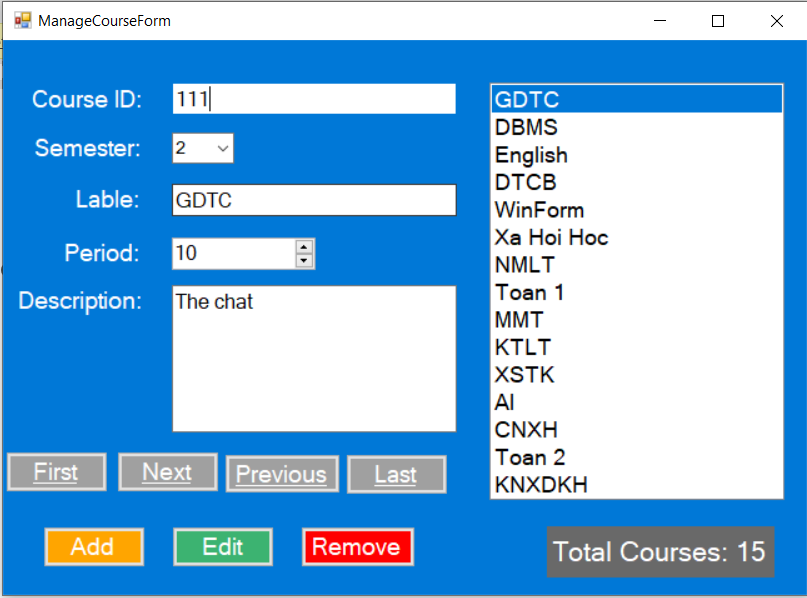 ManageCourseForm
Course ID: 111
Semester: 2
Lable: GDTC
Period: 10
Description: The chat
GDTC
DBMS
English
DTCB
WinForm
Xa Hoi Hoc
NMLT
Toan 1
MMT
KTLT
XSTK
AI
CNXH
Toan 2
KNXDKH
First Next Previous Last
Add Edit Remove
Total Courses: 15